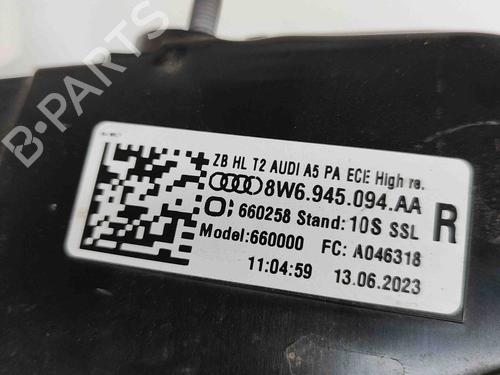 B-PARTS
ZB HL T2 AUDI A5 PA ECE High re.
8W6.945.094.AA
660258 Stand: 10S SSL R
Model:660000 FC: A046318
11:04:59 13.06.2023